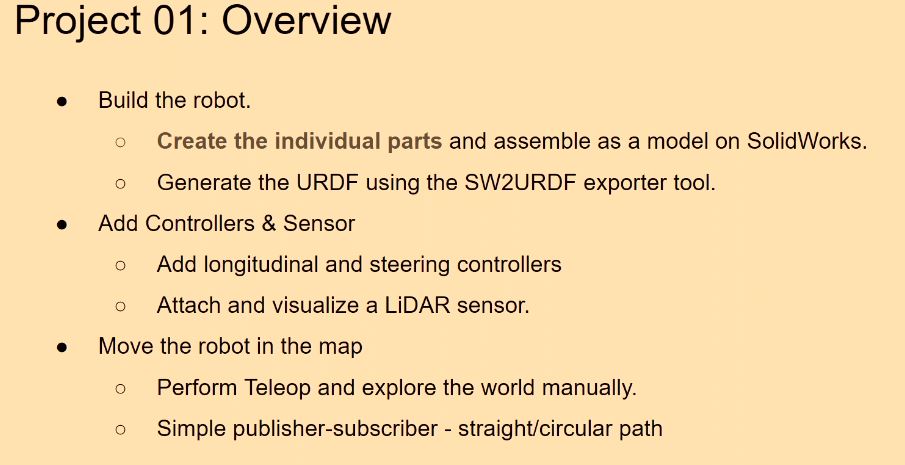 Project 01: Overview
● Build the robot.
○ Create the individual parts and assemble as a model on SolidWorks.
○ Generate the URDF using the SW2URDF exporter tool.
● Add Controllers & Sensor
○ Add longitudinal and steering controllers
○ Attach and visualize a LiDAR sensor.
● Move the robot in the map
○ Perform Teleop and explore the world manually.
○ Simple publisher-subscriber - straight/circular path